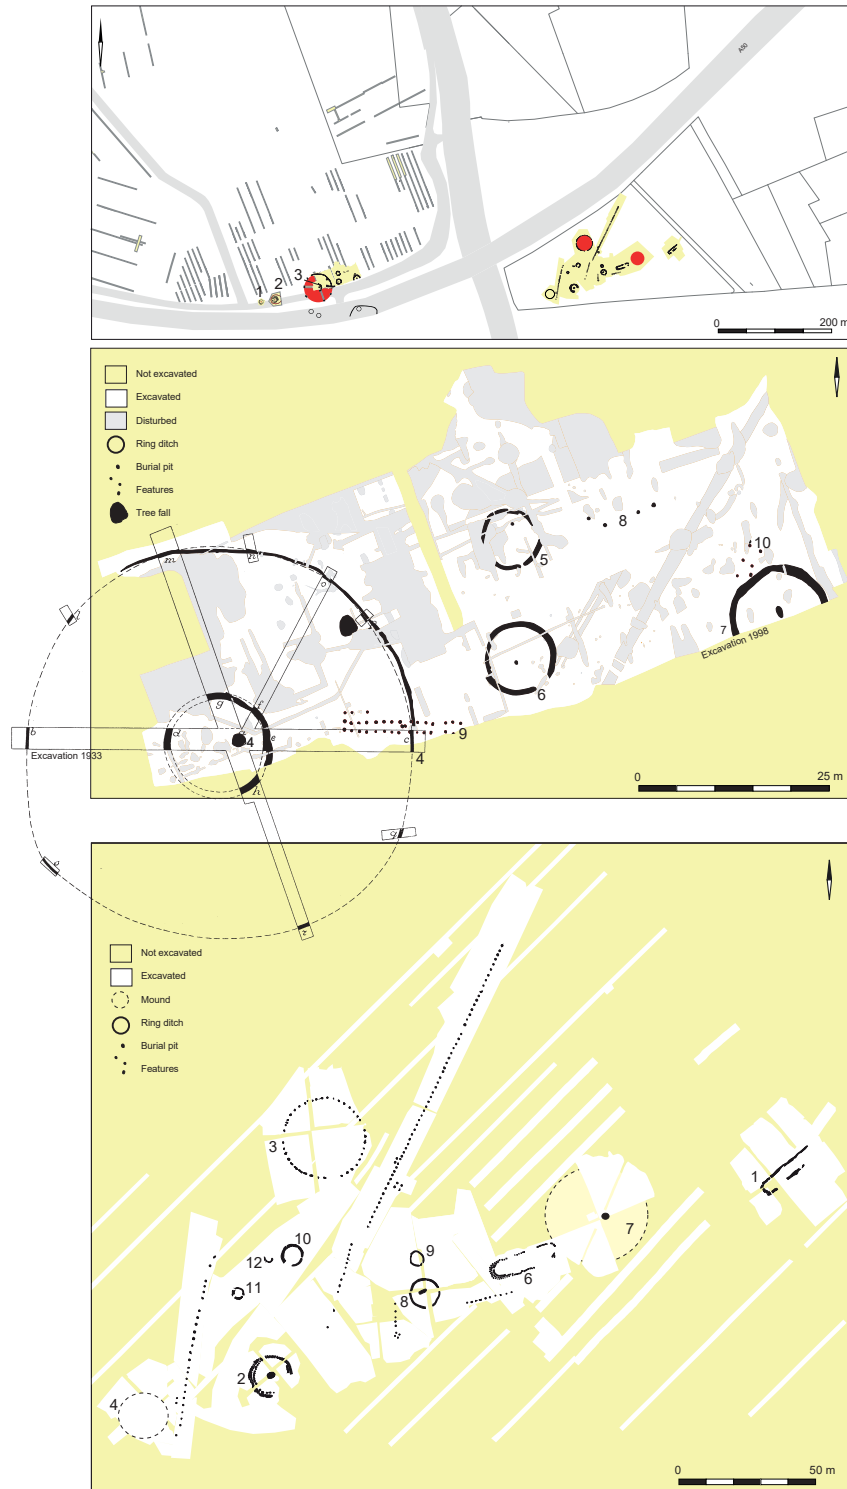 A50
1
2
3
0
200 m
Not excavated
Excavated
Disturbed
Ring ditch
Burial pit
Features
Tree fall
8
10
5
7
6
Excavation 1998
m
n
o
p
g
f
d
e
4
9
b
c
4
Excavation 1933
h
q
0
25 m
Not excavated
Excavated
Mound
Ring ditch
Burial pit
Features
3
1
7
10
9
12
6
11
8
2
4
0
50 m